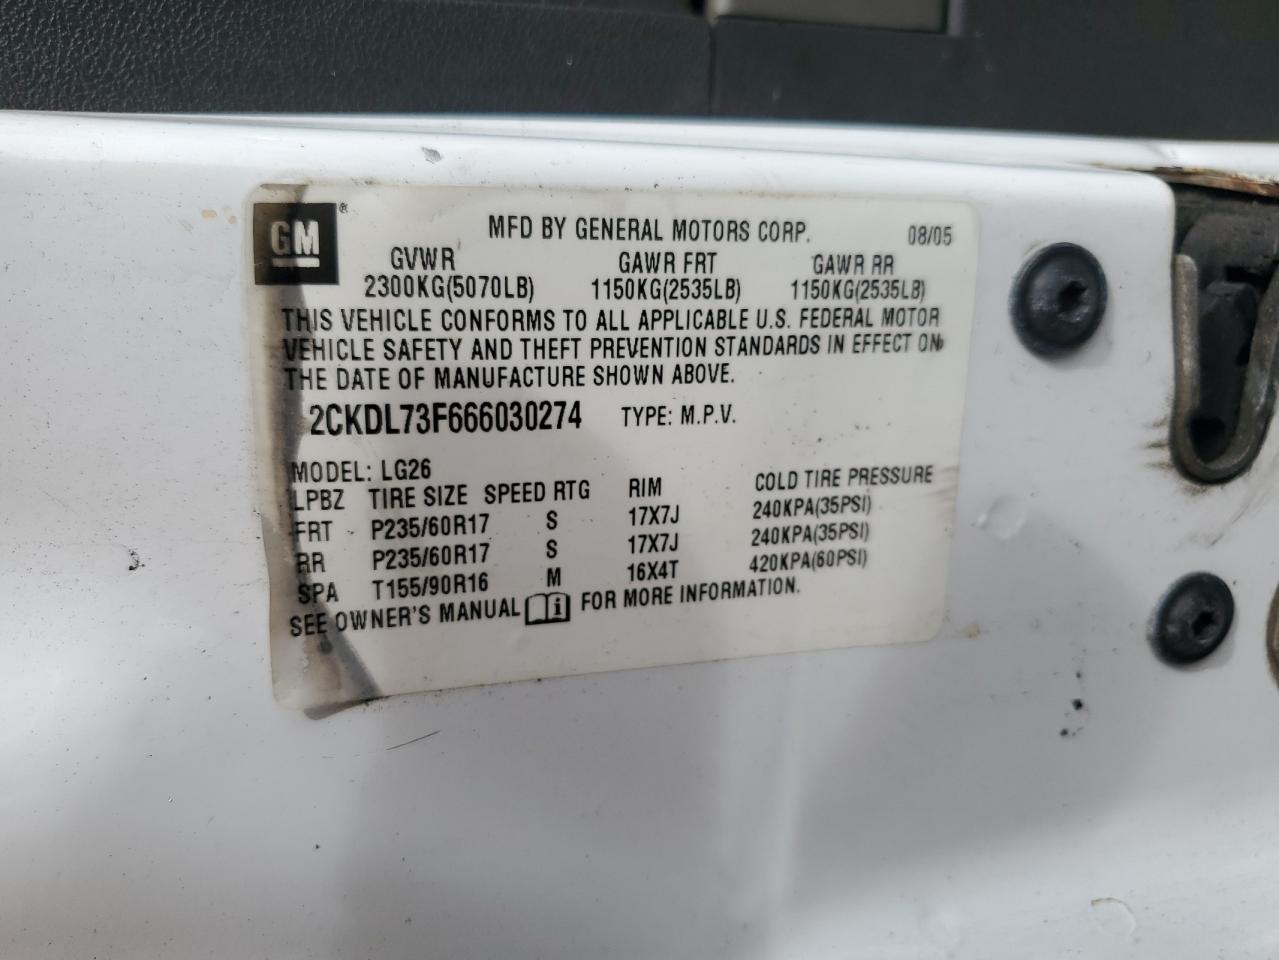 GM ®
MFD BY GENERAL MOTORS CORP. 08/05
GVWR GAWR FRT GAWR RR
2300KG(5070LB) 1150KG(2535LB) 1150KG(2535LB)
THIS VEHICLE CONFORMS TO ALL APPLICABLE U.S. FEDERAL MOTOR
VEHICLE SAFETY AND THEFT PREVENTION STANDARDS IN EFFECT ON
THE DATE OF MANUFACTURE SHOWN ABOVE.
2CKDL73F666030274 TYPE: M.P.V.
MODEL: LG26
LPBZ TIRE SIZE SPEED RTG RIM COLD TIRE PRESSURE
FRT P235/60R17 S 17X7J 240KPA(35PSI)
RR P235/60R17 S 17X7J 240KPA(35PSI)
SPA T155/90R16 M 16X4T 420KPA(60PSI)
SEE OWNER'S MANUAL i FOR MORE INFORMATION.